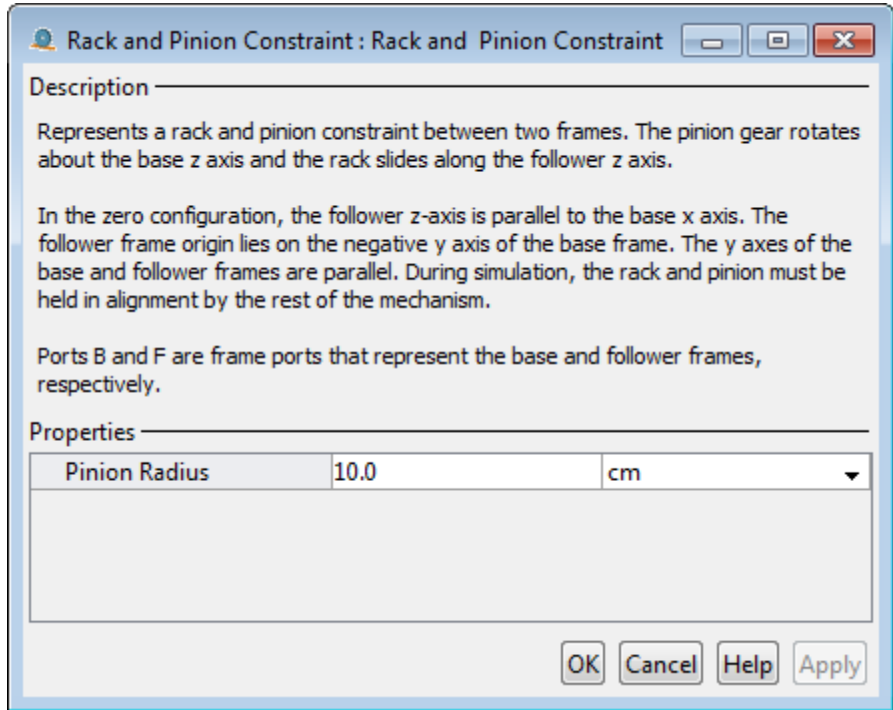 Rack and Pinion Constraint : Rack and  Pinion Constraint
Description
Represents a rack and pinion constraint between two frames. The pinion gear rotates
about the base z axis and the rack slides along the follower z axis.
In the zero configuration, the follower z-axis is parallel to the base x axis. The
follower frame origin lies on the negative y axis of the base frame. The y axes of the
base and follower frames are parallel. During simulation, the rack and pinion must be
held in alignment by the rest of the mechanism.
Ports B and F are frame ports that represent the base and follower frames,
respectively.
Properties
Pinion Radius 10.0 cm
OK Cancel Help Apply